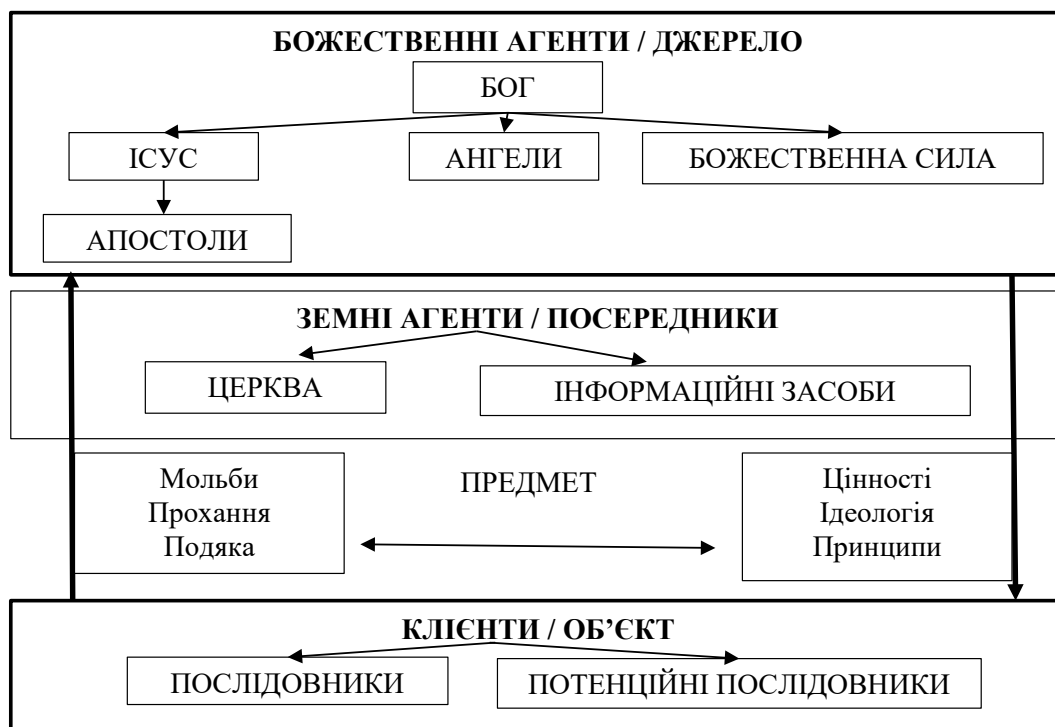 БОЖЕСТВЕННІ АГЕНТИ / ДЖЕРЕЛО
БОГ
ІСУС
АНГЕЛИ
БОЖЕСТВЕННА СИЛА
АПОСТОЛИ
ЗЕМНІ АГЕНТИ / ПОСЕРЕДНИКИ
ЦЕРКВА
ІНФОРМАЦІЙНІ ЗАСОБИ
Мольби
Прохання
Подяка
ПРЕДМЕТ
Цінності
Ідеологія
Принципи
КЛІЄНТИ / ОБ’ЄКТ
ПОСЛІДОВНИКИ
ПОТЕНЦІЙНІ ПОСЛІДОВНИКИ